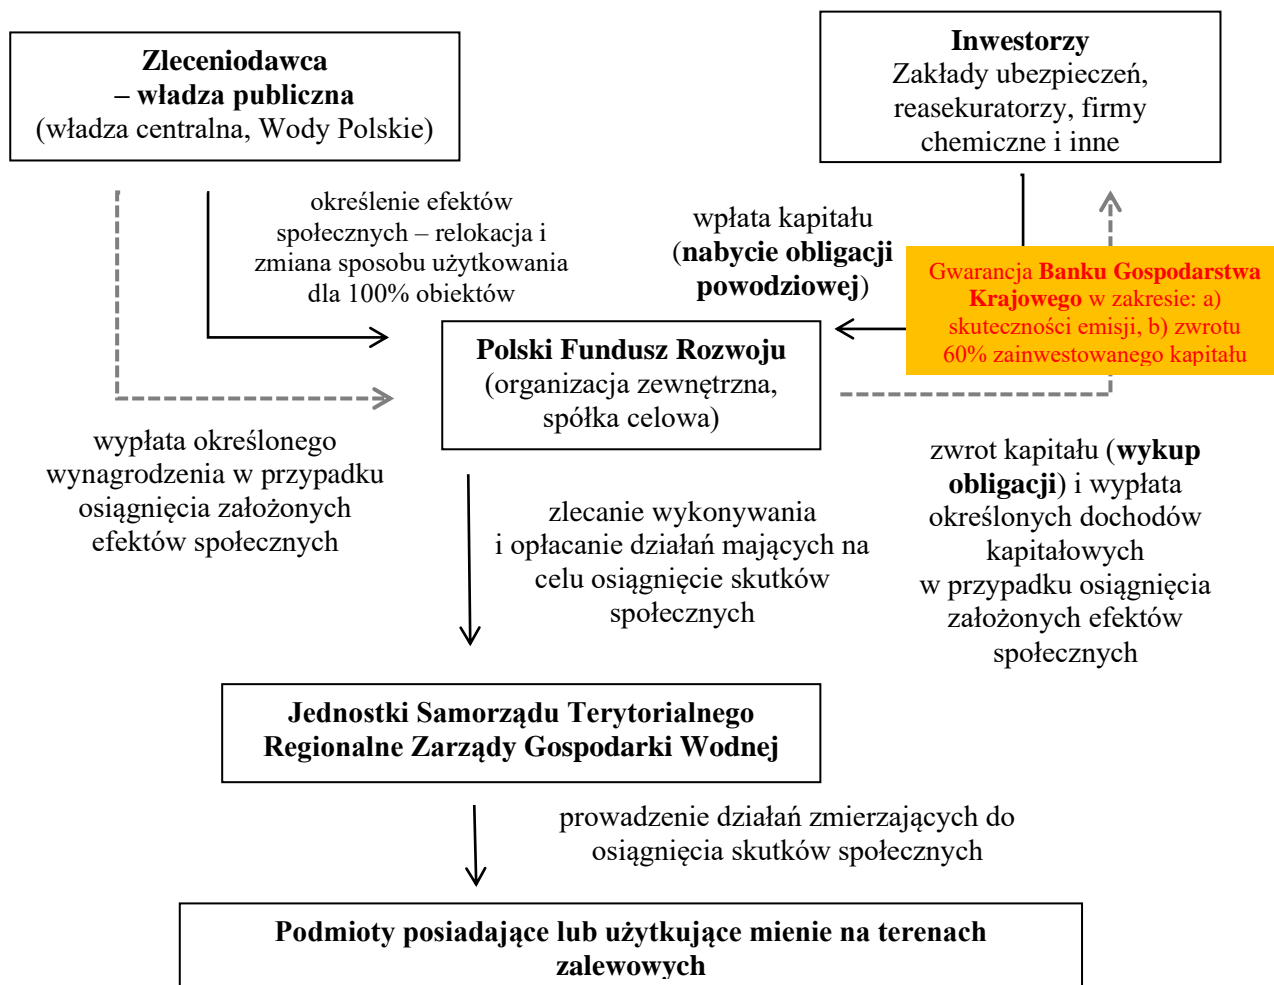 Zleceniodawca
– władza publiczna
(władza centralna, Wody Polskie)
Inwestorzy
Zakłady ubezpieczeń,
reasekuratorzy, firmy
chemiczne i inne
określenie efektów
społecznych – relokacja i
zmiana sposobu użytkowania
dla 100% obiektów
wpłata kapitału
(nabycie obligacji
powodziowej)
Gwarancja Banku Gospodarstwa
Krajowego w zakresie: a)
skuteczności emisji, b) zwrotu
60% zainwestowanego kapitału
Polski Fundusz Rozwoju
(organizacja zewnętrzna,
spółka celowa)
wypłata określonego
wynagrodzenia w przypadku
osiągnięcia założonych
efektów społecznych
zwrot kapitału (wykup
obligacji) i wypłata
określonych dochodów
kapitałowych
w przypadku osiągnięcia
założonych efektów
społecznych
zlecanie wykonywania
i opłacanie działań mających na
celu osiągnięcie skutków
społecznych
Jednostki Samorządu Terytorialnego
Regionalne Zarządy Gospodarki Wodnej
prowadzenie działań zmierzających do
osiągnięcia skutków społecznych
Podmioty posiadające lub użytkujące mienie na terenach
zalewowych